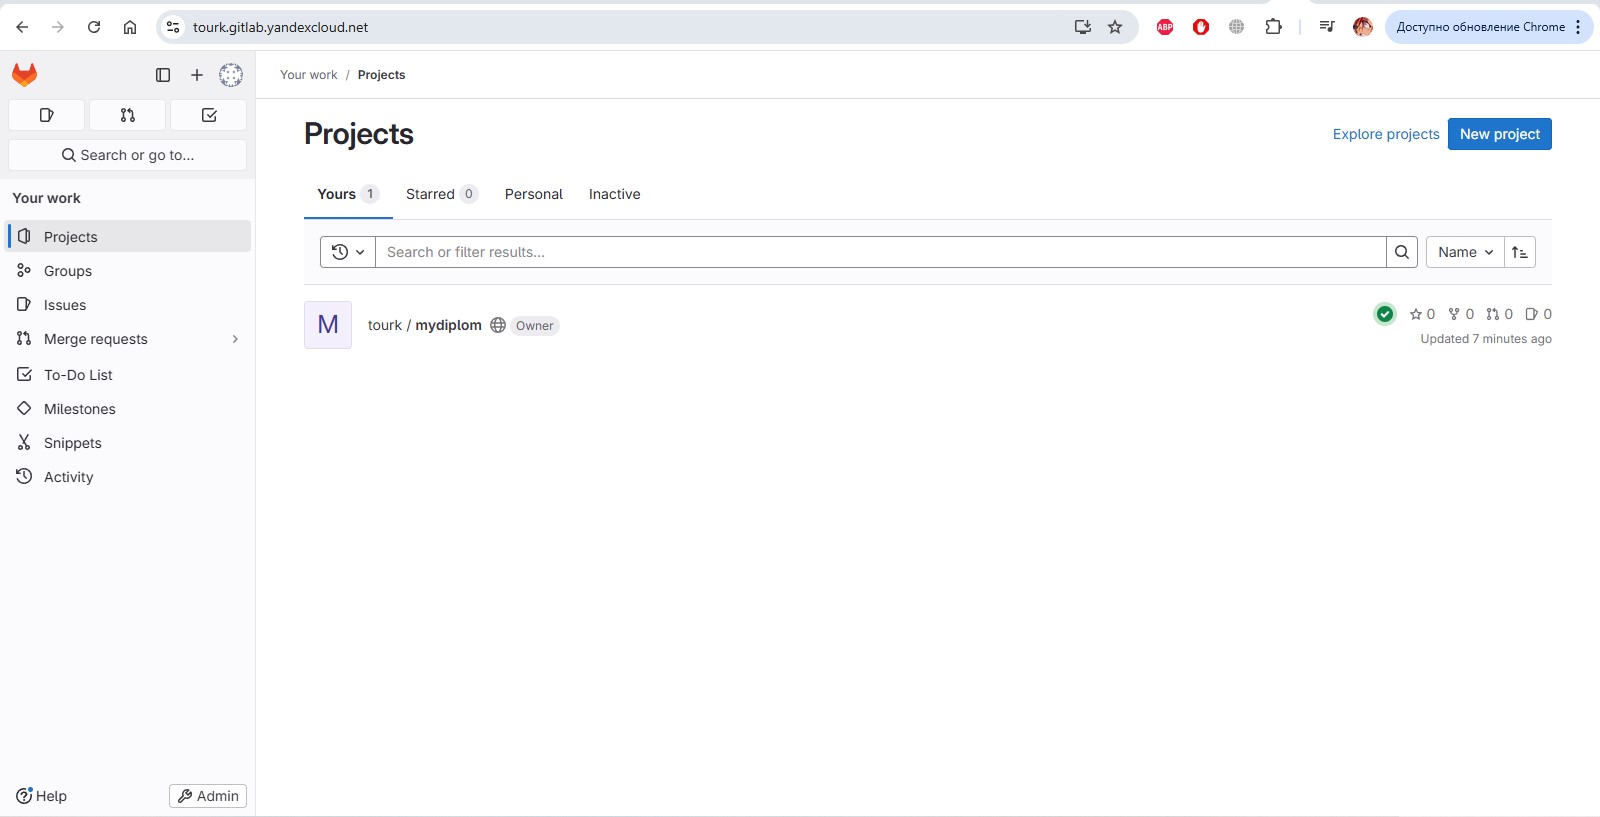 tourk.gitlab.yandexcloud.net
ABP
Доступно обновление Chrome
Your work / Projects
Search or go to...
Your work
Projects
Groups
Issues
Merge requests
To-Do List
Milestones
Snippets
Activity
Help
Admin
Projects
Explore projects
New project
Yours 1 Starred 0 Personal Inactive
Search or filter results...
Name
M
tourk / mydiplom Owner
0 0 0 0
Updated 7 minutes ago